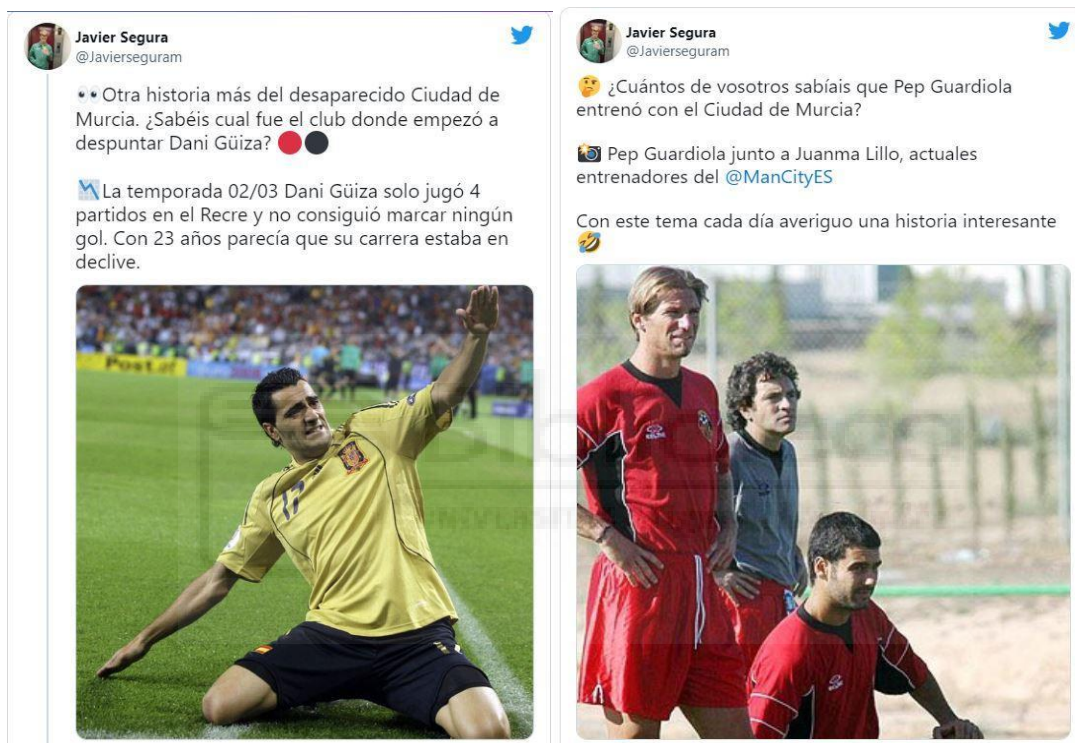 Javier Segura
@Javierseguram
👀Otra historia más del desaparecido Ciudad de
Murcia. ¿Sabéis cual fue el club donde empezó a
despuntar Dani Güiza? 🔴⚫
📉La temporada 02/03 Dani Güiza solo jugó 4
partidos en el Recre y no consiguió marcar ningún
gol. Con 23 años parecía que su carrera estaba en
declive.
Post.at
17
Javier Segura
@Javierseguram
🤔 ¿Cuántos de vosotros sabíais que Pep Guardiola
entrenó con el Ciudad de Murcia?
📸 Pep Guardiola junto a Juanma Lillo, actuales
entrenadores del @ManCityES
Con este tema cada día averiguo una historia interesante
🤣
KELME